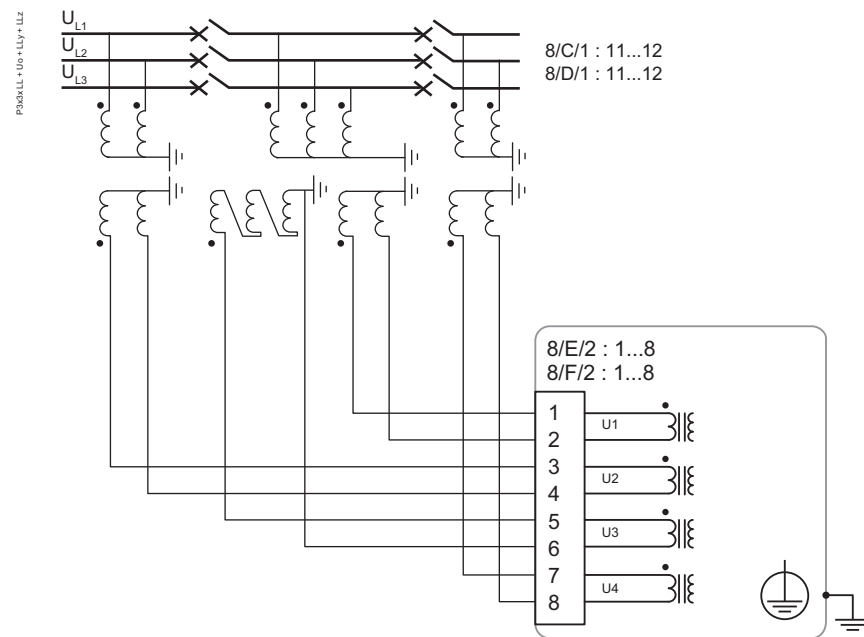 P3x3xLL + Uo + LLy + LLz
UL1
UL2
UL3
8/C/1 : 11...12
8/D/1 : 11...12
8/E/2 : 1...8
8/F/2 : 1...8
1
U1
2
3
U2
4
5
U3
6
7
U4
8